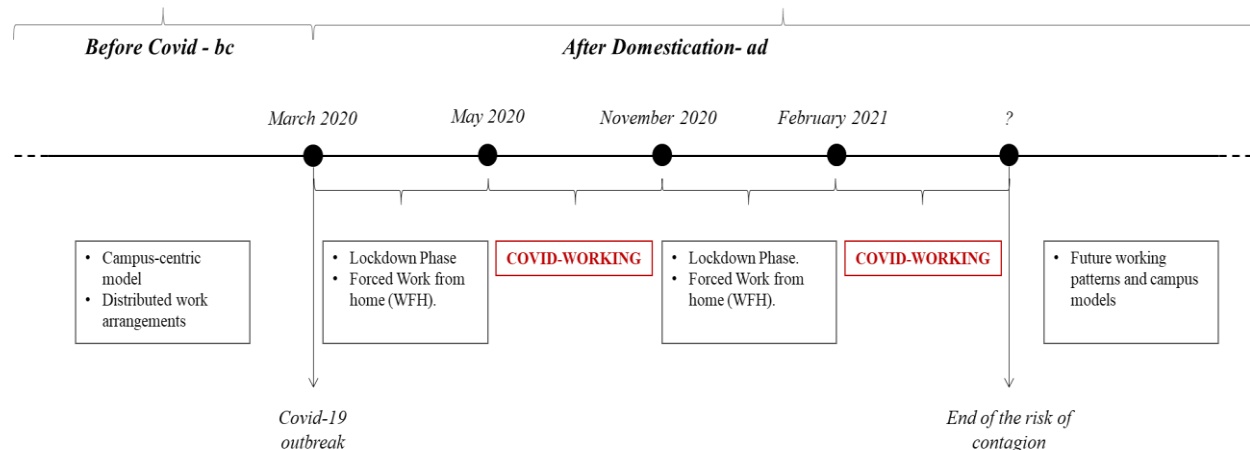 Before Covid - bc
After Domestication- ad
March 2020
May 2020
November 2020
February 2021
?
• Campus-centric
model
• Distributed work
arrangements
• Lockdown Phase
• Forced Work from
home (WFH).
COVID-WORKING
• Lockdown Phase.
• Forced Work from
home (WFH).
COVID-WORKING
• Future working
patterns and campus
models
Covid-19
outbreak
End of the risk of
contagion